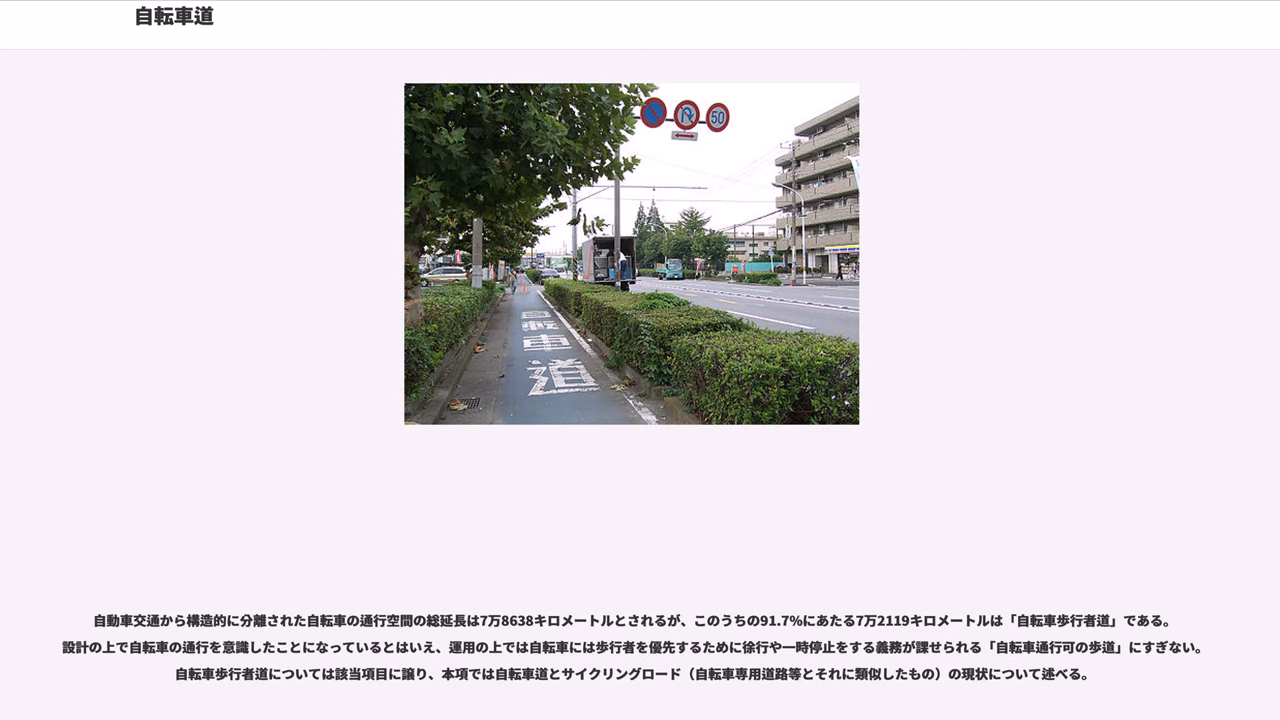 自転車道
50
自転車道
自動車交通から構造的に分離された自転車の通行空間の総延長は7万8638キロメートルとされるが、このうちの91.7%にあたる7万2119キロメートルは「自転車歩行者道」である。
設計の上で自転車の通行を意識したことになっているとはいえ、運用の上では自転車には歩行者を優先するために徐行や一時停止をする義務が課せられる「自転車通行可の歩道」にすぎない。
自転車歩行者道については該当項目に譲り、本項では自転車道とサイクリングロード（自転車専用道路等とそれに類似したもの）の現状について述べる。